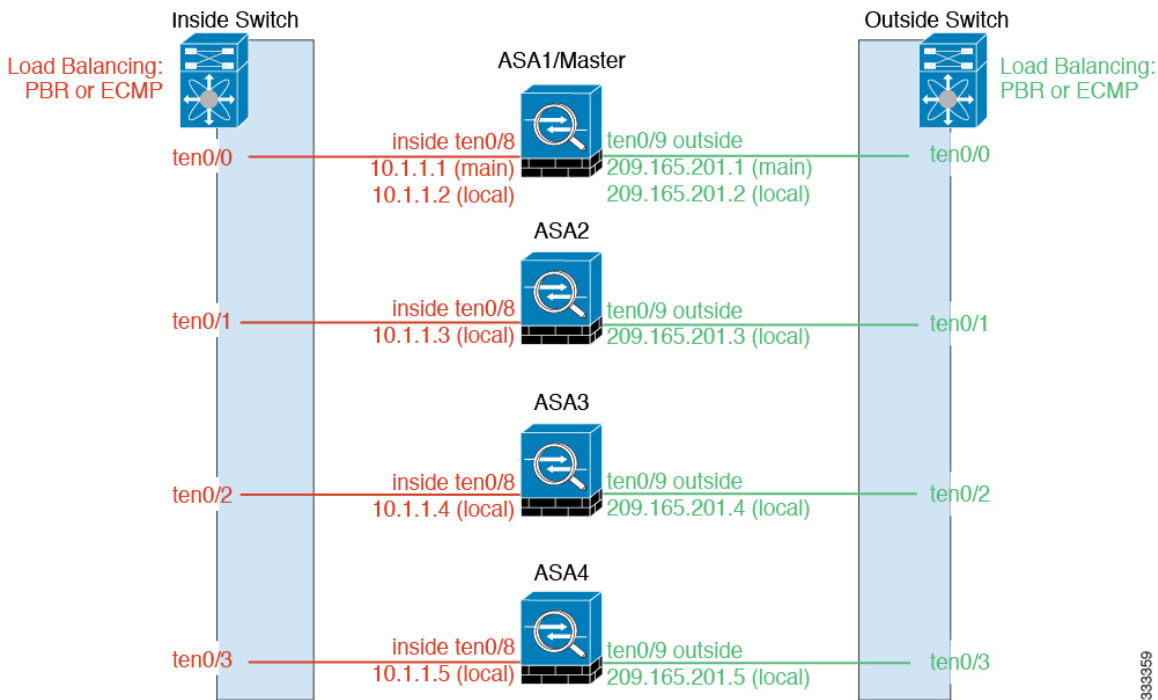 Inside Switch
Outside Switch
Load Balancing:
PBR or ECMP
ASA1/Master
Load Balancing:
PBR or ECMP
ten0/0
inside ten0/8
10.1.1.1 (main)
10.1.1.2 (local)
ten0/9 outside
209.165.201.1 (main)
209.165.201.2 (local)
ten0/0
ASA2
ten0/1
inside ten0/8
10.1.1.3 (local)
ten0/9 outside
209.165.201.3 (local)
ten0/1
ASA3
ten0/2
inside ten0/8
10.1.1.4 (local)
ten0/9 outside
209.165.201.4 (local)
ten0/2
ASA4
ten0/3
inside ten0/8
10.1.1.5 (local)
ten0/9 outside
209.165.201.5 (local)
ten0/3
333359